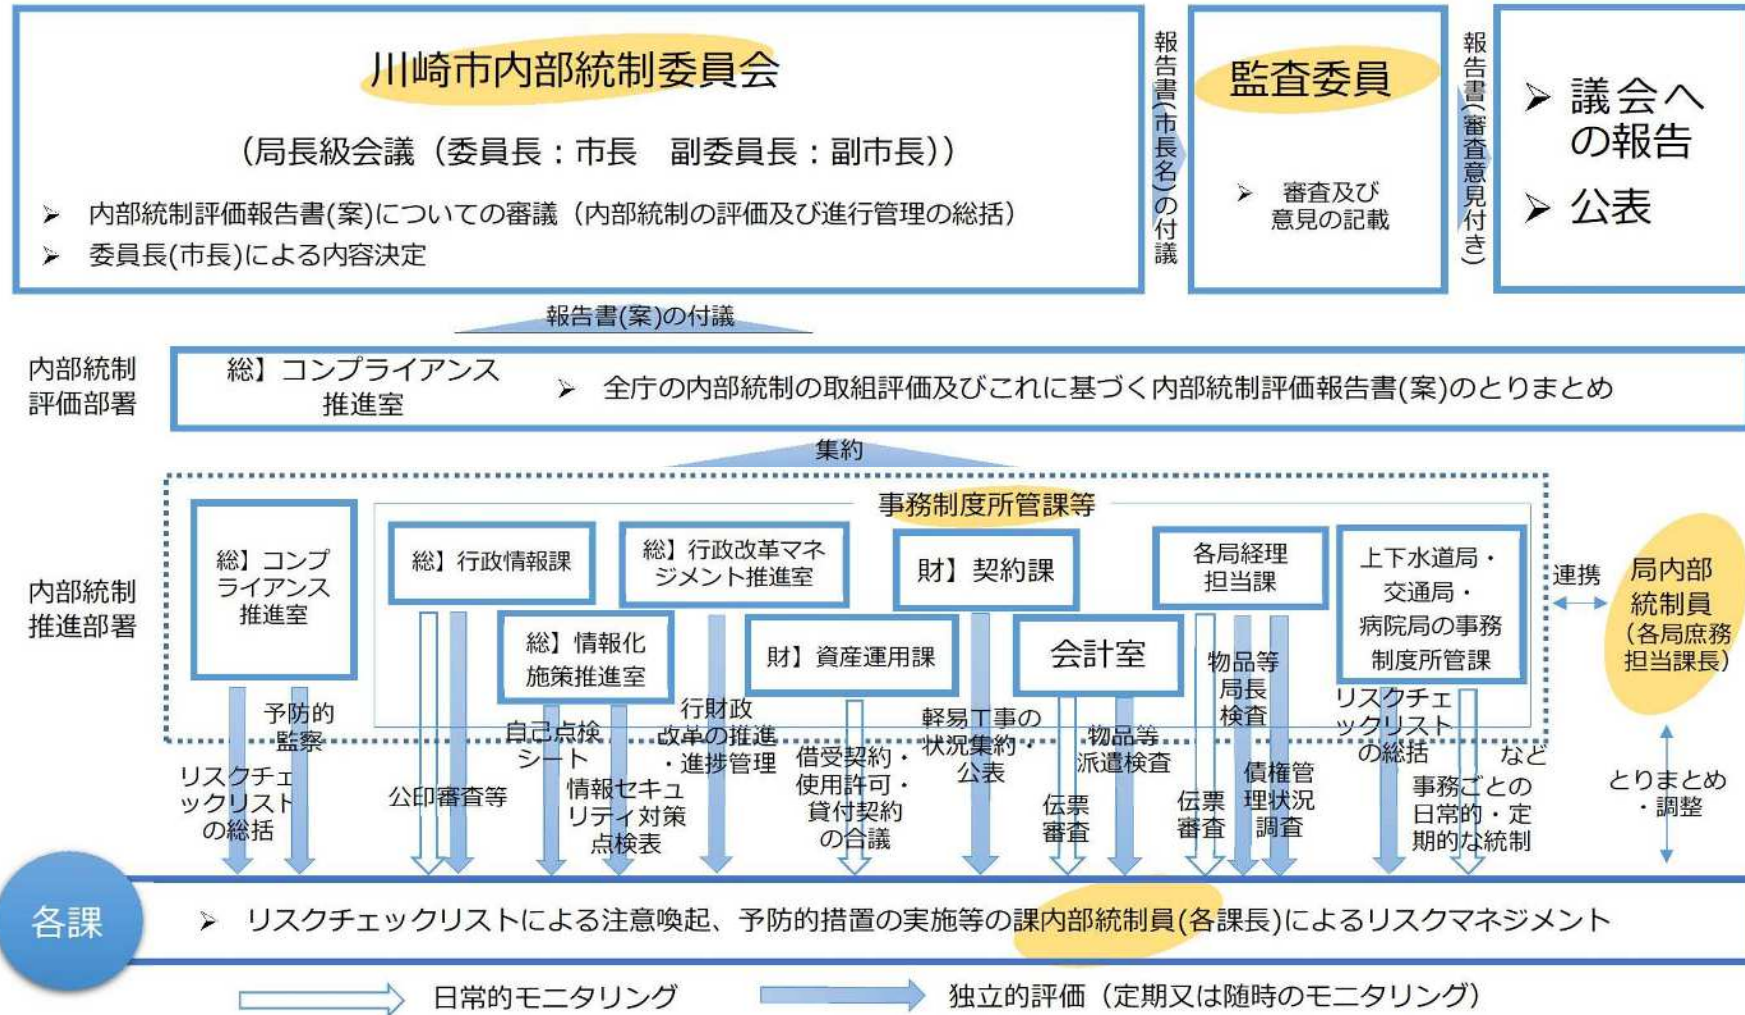 川崎市内部統制委員会
(局長級会議(委員長:市長 副委員長:副市長))
➢ 内部統制評価報告書(案)についての審議(内部統制の評価及び進行管理の総括)
➢ 委員長(市長)による内容決定
報告書(市長名)の付議
監査委員
➢ 審査及び
意見の記載
報告書(審査意見付き)
➢ 議会へ
の報告
➢ 公表
報告書(案)の付議
内部統制
評価部署
総】コンプライアンス
推進室
➢ 全庁の内部統制の取組評価及びこれに基づく内部統制評価報告書(案)のとりまとめ
集約
内部統制
推進部署
事務制度所管課等
総】コンプ
ライアンス
推進室
総】行政情報課
総】情報化
施策推進室
総】行政改革マネ
ジメント推進室
財】資産運用課
財】契約課
会計室
各局経理
担当課
上下水道局・
交通局・
病院局の事務
制度所管課
連携
局内部
統制員
(各局庶務
担当課長)
リスクチェ
ックリスト
の総括
予防的
監察
公印審査等
自己点検
シート
情報セキュ
リティ対策
点検表
行財政
改革の推進
・進捗管理
借受契約・
使用許可・
貸付契約
の合議
軽易工事の
状況集約・
公表
伝票
審査
物品等
派遣検査
伝票
審査
物品等
局長
検査
債権管
理状況
調査
リスクチェ
ックリスト
の総括
など
事務ごとの
日常的・定
期的な統制
とりまとめ
・調整
各課
➢ リスクチェックリストによる注意喚起、予防的措置の実施等の課内部統制員(各課長)によるリスクマネジメント
日常的モニタリング
独立的評価(定期又は随時のモニタリング)